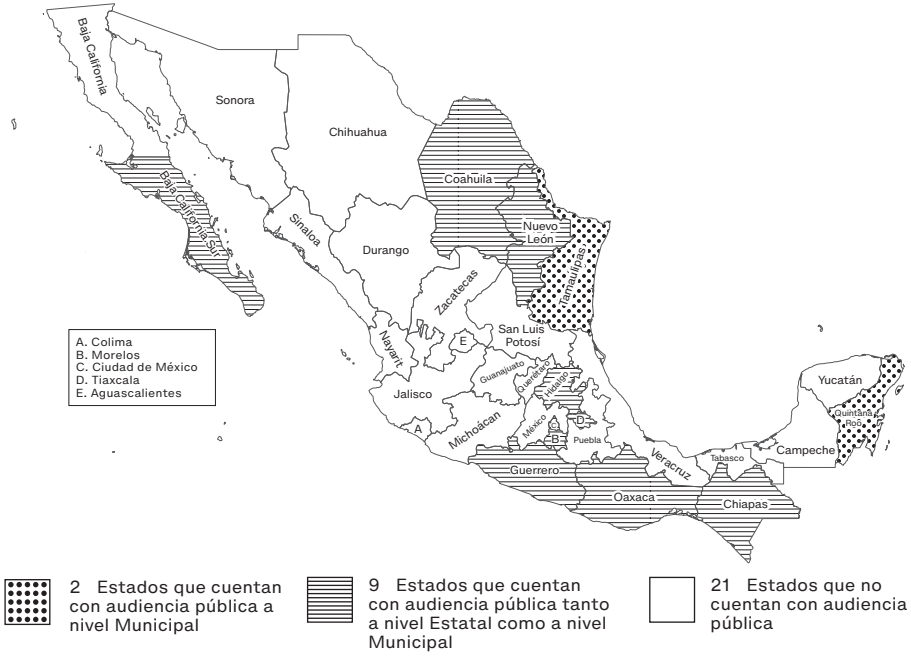 Baja California
Sonora
Chihuahua
Coahuila
Baja California Sur
Sinaloa
Nuevo
León
Durango
Tamaulipas
Zacatecas
A. Colima
B. Morelos
C. Ciudad de México
D. Tiaxcala
E. Aguascalientes
Nayarit
E
San Luis
Potosí
Guanajuato
Querétaro
Hidalgo
Yucatán
Jalisco
Quintana
Roô
A
Michoácan
México
C
D
B
Puebla
Veracruz
Tabasco
Campeche
Guerrero
Oaxaca
Chiapas
2 Estados que cuentan
con audiencia pública a
nivel Municipal
9 Estados que cuentan
con audiencia pública tanto
a nivel Estatal como a nivel
Municipal
21 Estados que no
cuentan con audiencia
pública